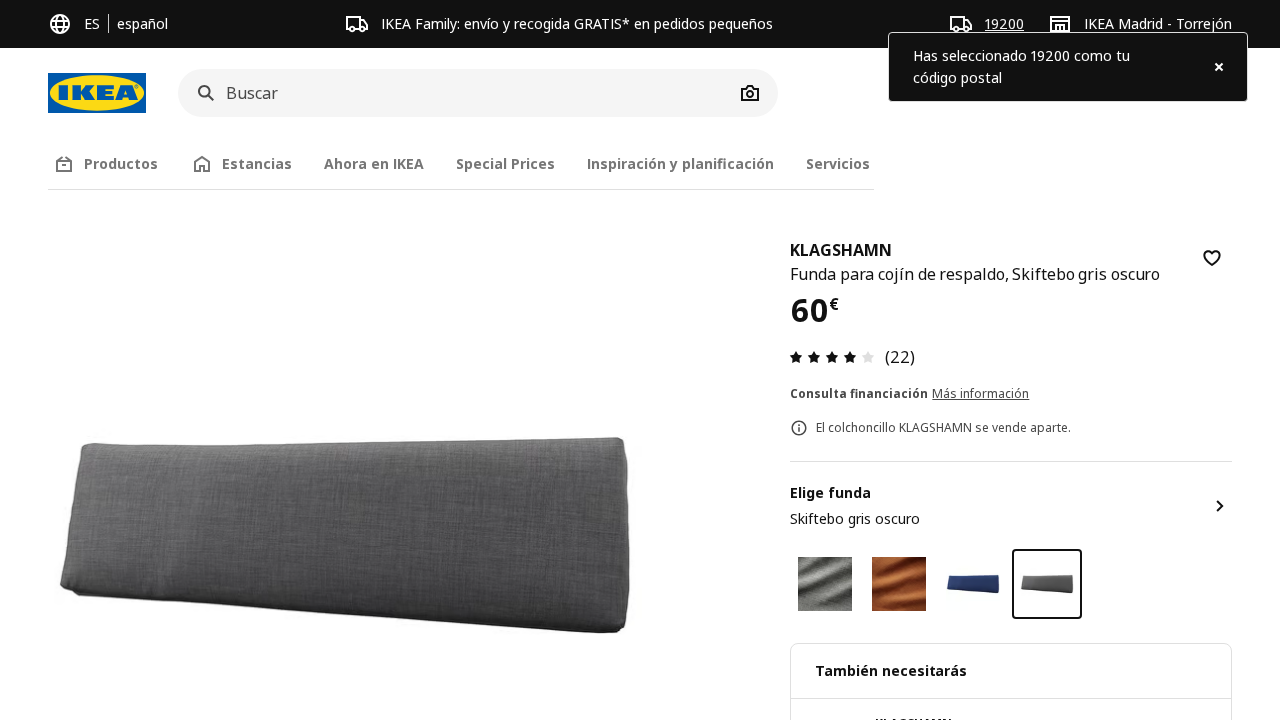 ES
español
IKEA Family: envío y recogida GRATIS* en pedidos pequeños
19200
IKEA Madrid - Torrejón
Has seleccionado 19200 como tu
código postal
IKEA
Buscar
Productos
Estancias
Ahora en IKEA
Special Prices
Inspiración y planificación
Servicios
KLAGSHAMN
Funda para cojín de respaldo, Skiftebo gris oscuro
60€
(22)
Consulta financiación Más información
El colchoncillo KLAGSHAMN se vende aparte.
Elige funda
Skiftebo gris oscuro
También necesitarás
KLAGSHAMN